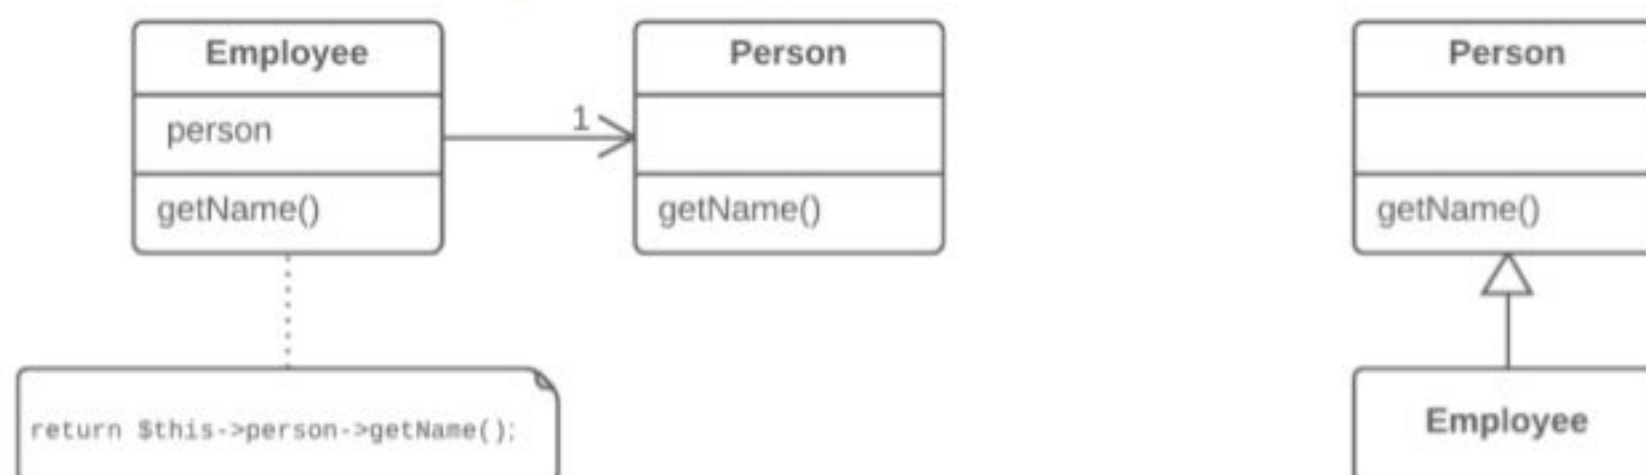 Employee
person
getName()
1
Person
getName()
return $this->person->getName();
Person
getName()
Employee